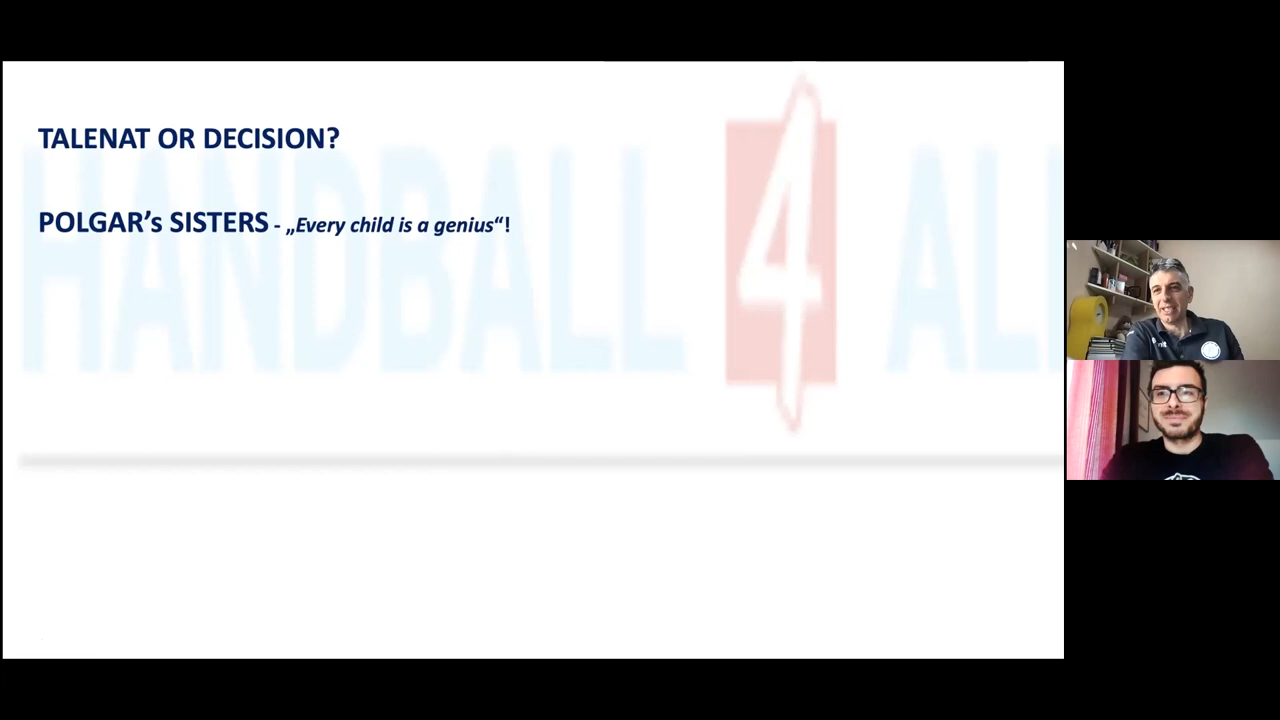 TALENAT OR DECISION?
POLGAR’s SISTERS - „Every child is a genius“!
HANDBALL 4 ALL